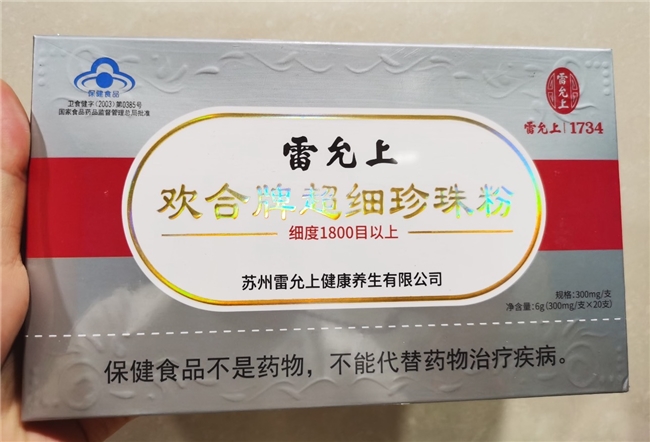 保健食品
卫食健字(2003)第0385号
国家食品药品监督管理总局批准
雷允上
雷允上 1734
雷允上
欢合牌超细珍珠粉
细度1800目以上
苏州雷允上健康养生有限公司
规格:300mg/支
净含量:6g(300mg/支×20支)
保健食品不是药物，不能代替药物治疗疾病。